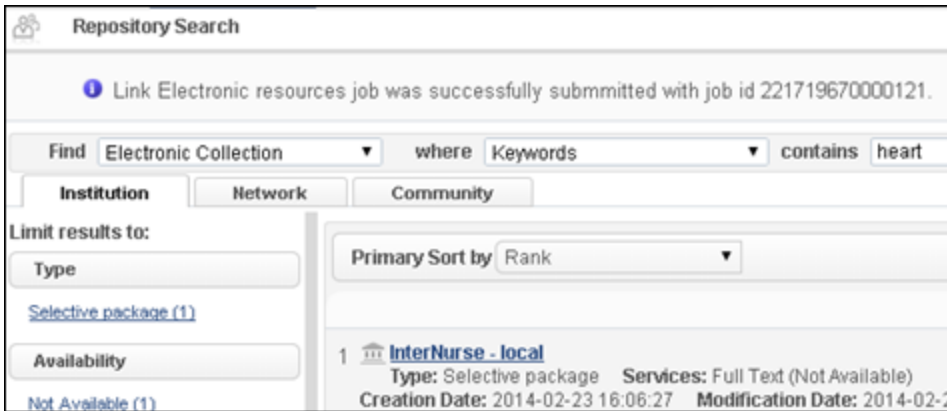 Repository Search
Link Electronic resources job was successfully submmitted with job id 221719670000121.
Find Electronic Collection where Keywords contains heart
Institution Network Community
Limit results to:
Type
Selective package (1)
Availability
Not Available (1)
Primary Sort by Rank
1 InterNurse - local
Type: Selective package Services: Full Text (Not Available)
Creation Date: 2014-02-23 16:06:27 Modification Date: 2014-02-2